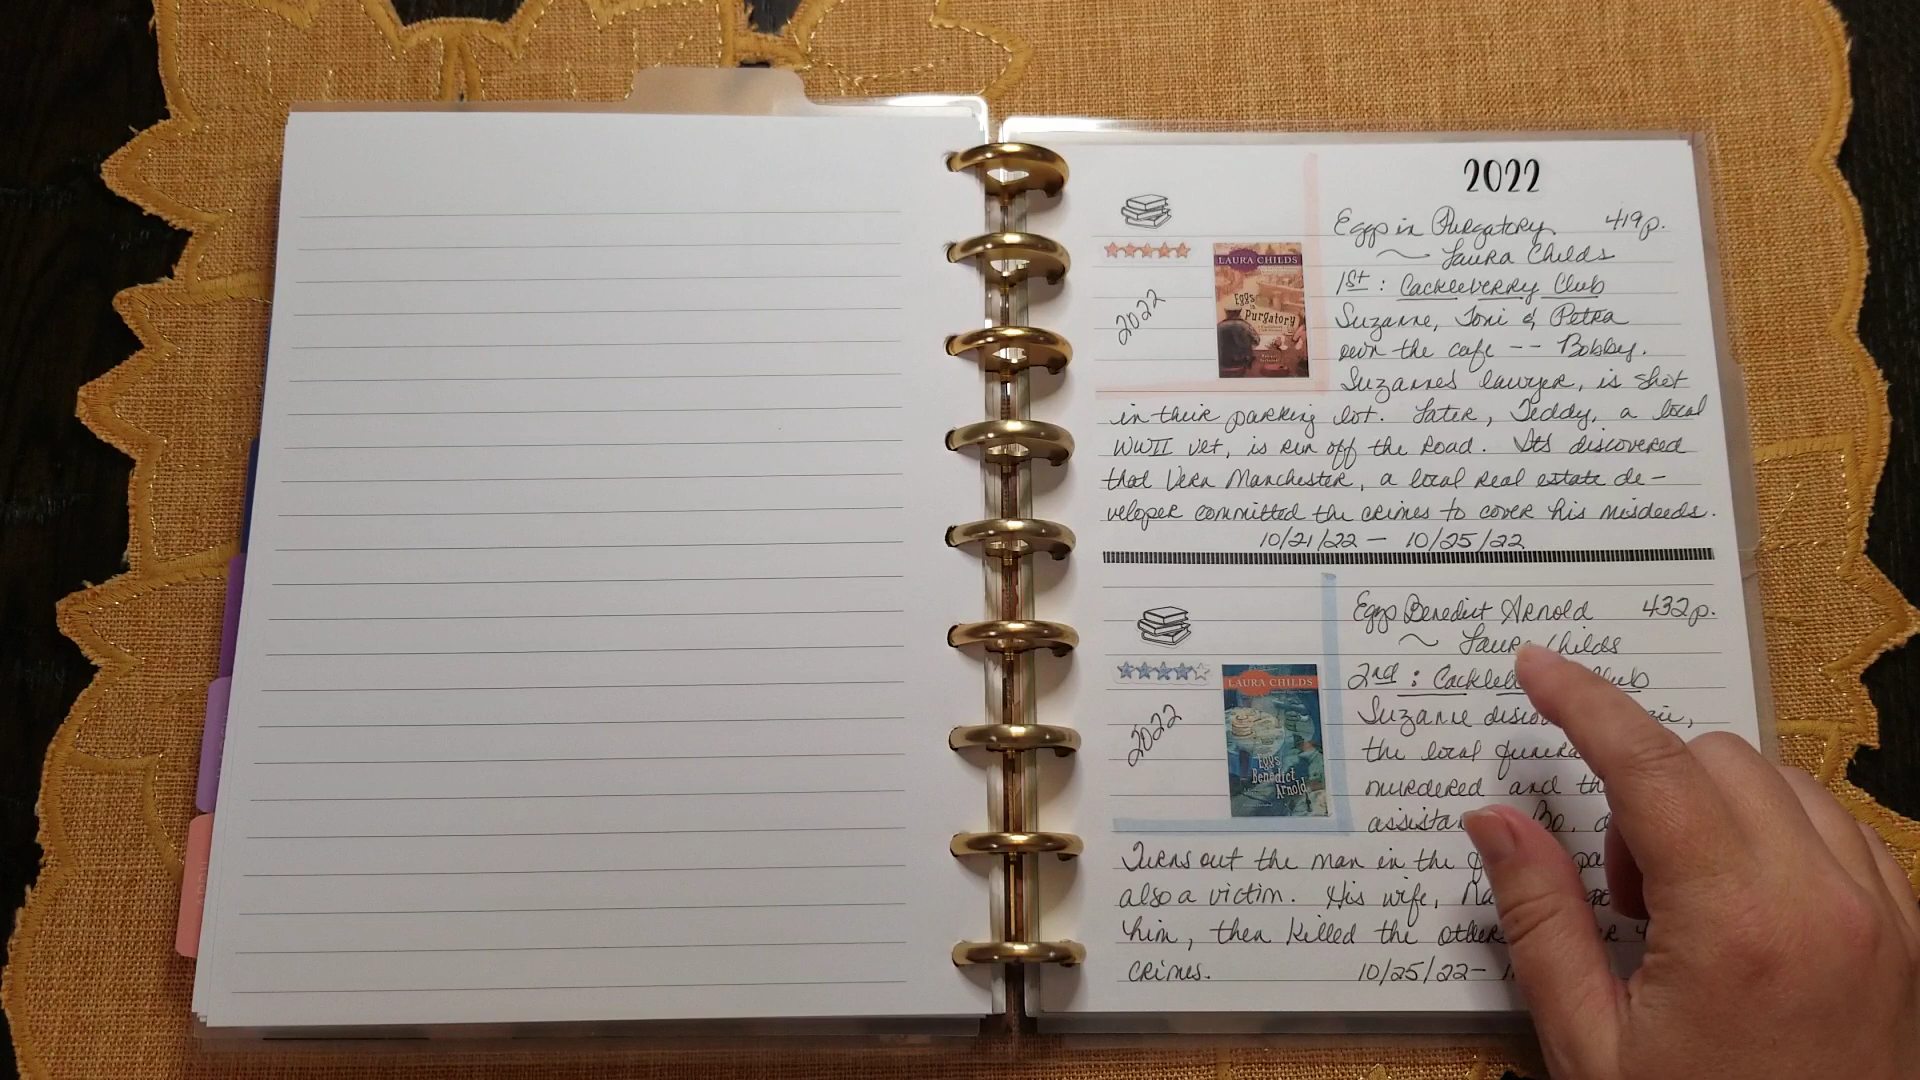 2022
Eggs in Purgatory 419p.
~ Laura Childs
1st : Cackleberry Club
Suzanne, Toni & Petra
own the cafe -- Bobby,
Suzannes lawyer, is shot
in their parking lot. Later, Teddy, a local
WWII vet, is run off the road. Its discovered
that Vern Manchester, a local real estate de-
veloper committed the crimes to cover his misdeeds.
10/21/22 – 10/25/22
2022
LAURA CHILDS
Eggs
in
Purgatory
Eggs Benedict Arnold 432p.
~ Laura Childs
2nd : Cackle Club
Suzanne
the local
murdered and
Bo,
Turns out the man in the
also a victim. His wife,
him, then killed the others
crimes. 10/25/22–
2022
LAURA CHILDS
Eggs
Benedict
Arnold
APRIL